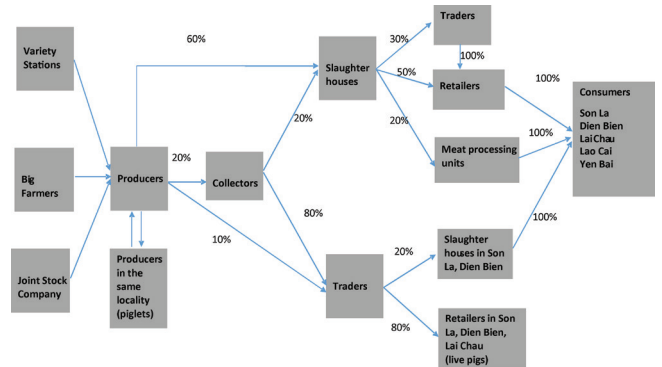 Variety
Stations
Big
Farmers
Joint Stock
Company
Producers
Producers
in the
same
locality
(piglets)
60%
20%
10%
Collectors
20%
80%
Slaughter
houses
30%
50%
20%
Traders
100%
Retailers
Meat processing
units
100%
100%
100%
Traders
20%
80%
Slaughter
houses in Son
La, Dien Bien
Retailers in Son
La, Dien Bien,
Lai Chau
(live pigs)
Consumers
Son La
Dien Bien
Lai Chau
Lao Cai
Yen Bai